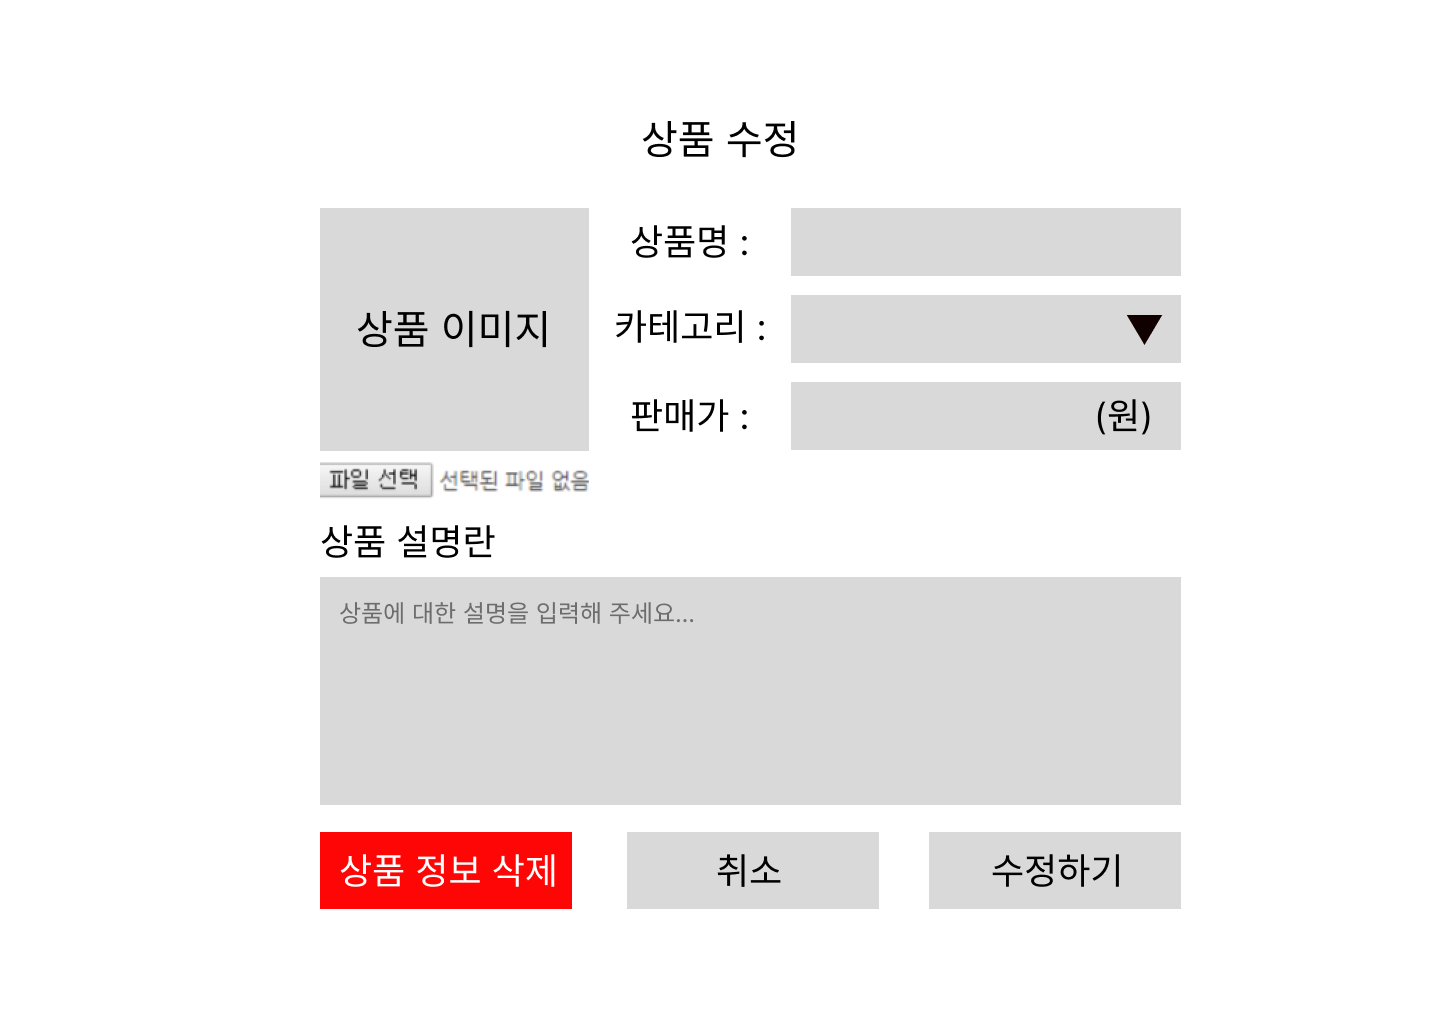 상품 수정
상품 이미지
상품명 :
카테고리 :
판매가 :
(원)
파일 선택 선택된 파일 없음
상품 설명란
상품에 대한 설명을 입력해 주세요...
상품 정보 삭제
취소
수정하기